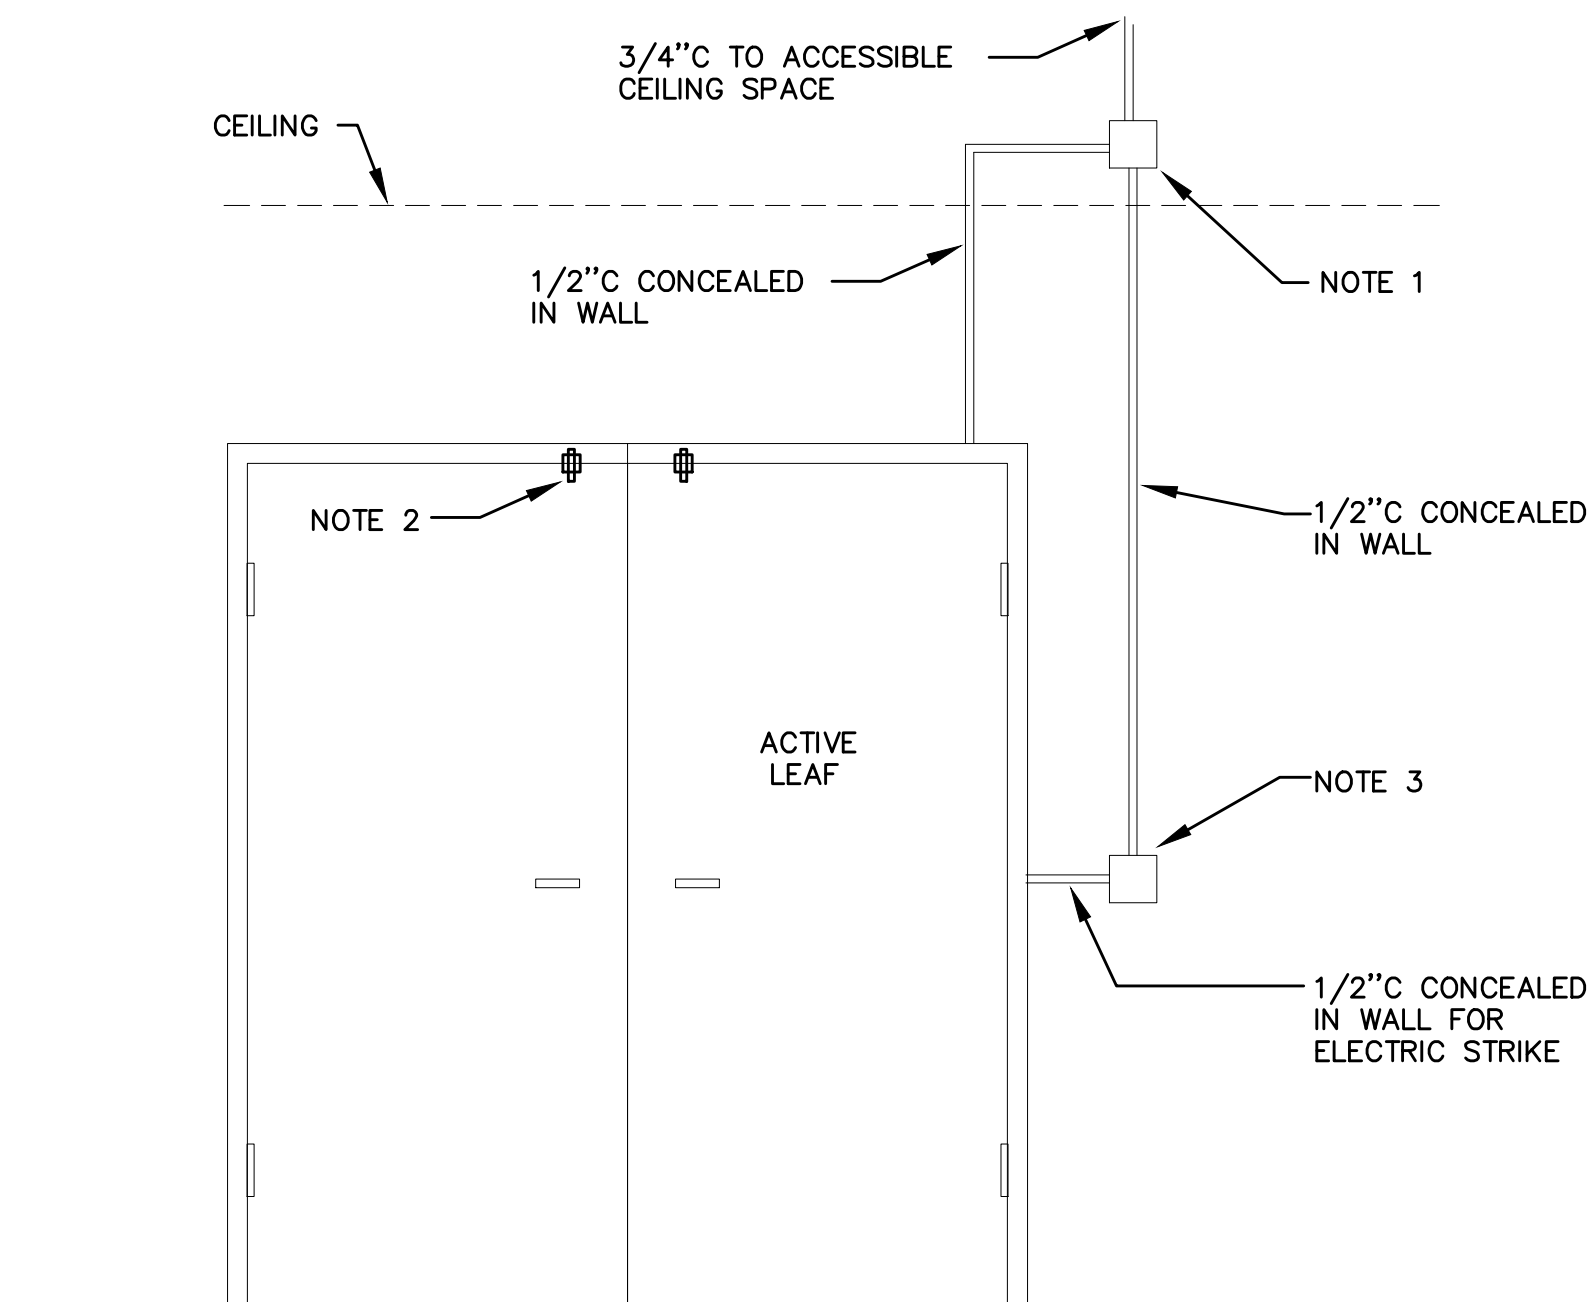 3/4”C TO ACCESSIBLE
CEILING SPACE
CEILING
1/2”C CONCEALED
IN WALL
NOTE 1
NOTE 2
1/2”C CONCEALED
IN WALL
ACTIVE
LEAF
NOTE 3
1/2”C CONCEALED
IN WALL FOR
ELECTRIC STRIKE